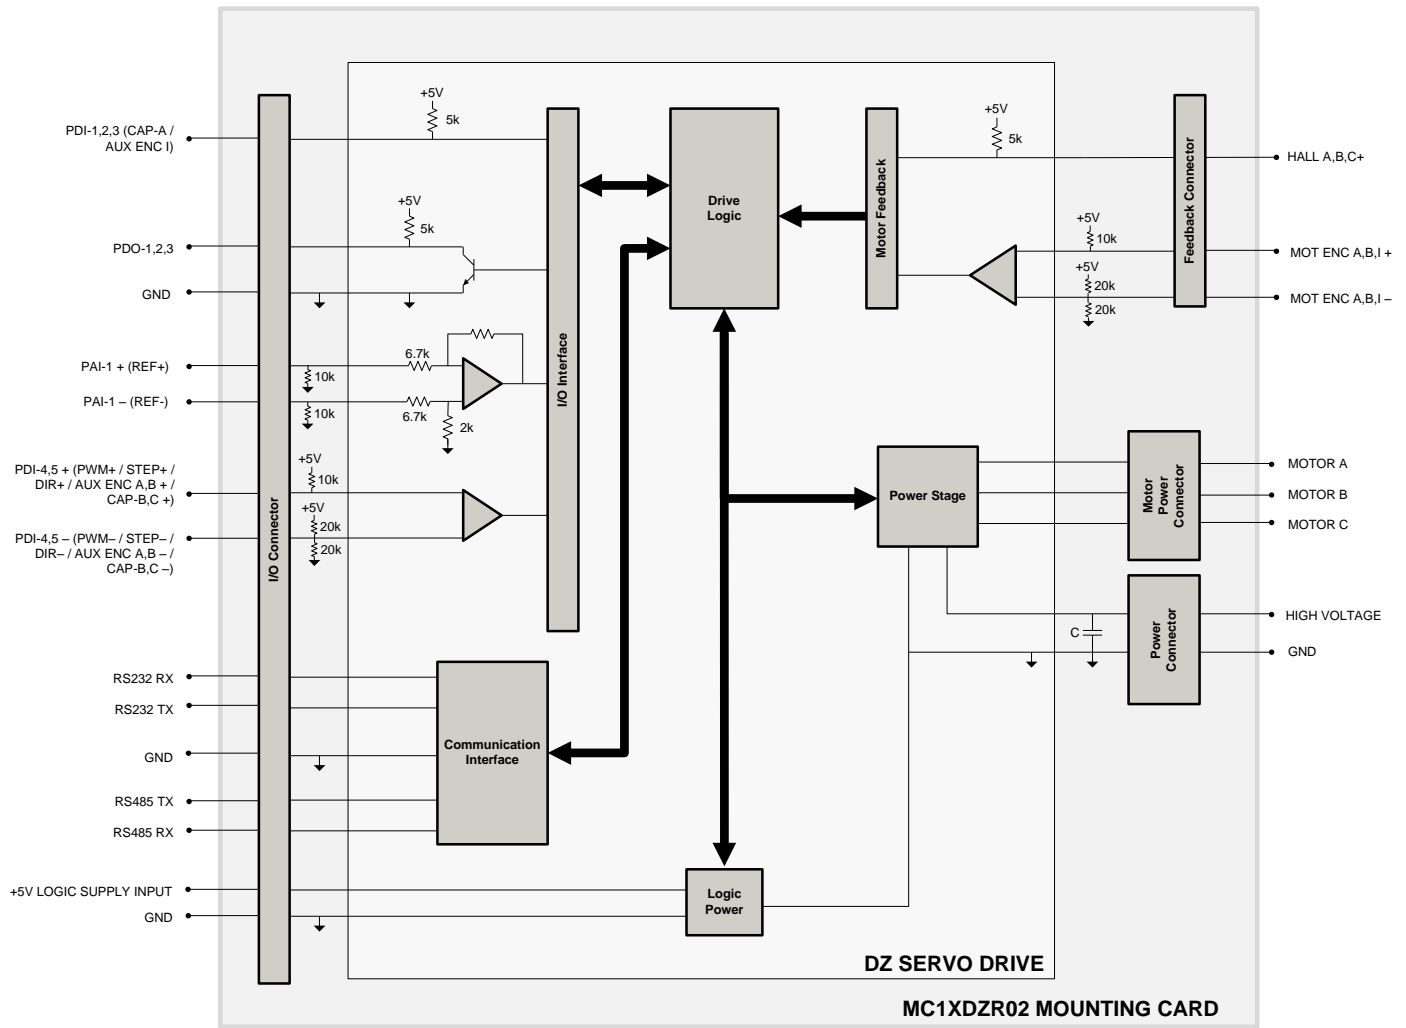 PDI-1,2,3 (CAP-A /
AUX ENC I)
PDO-1,2,3
GND
PAI-1 + (REF+)
PAI-1 – (REF-)
PDI-4,5 + (PWM+ / STEP+ /
DIR+ / AUX ENC A,B + /
CAP-B,C +)
PDI-4,5 – (PWM– / STEP– /
DIR– / AUX ENC A,B – /
CAP-B,C –)
RS232 RX
RS232 TX
GND
RS485 TX
RS485 RX
+5V LOGIC SUPPLY INPUT
GND
I/O Connector
+5V
5k
+5V
5k
10k
10k
6.7k
6.7k
2k
+5V
10k
+5V
20k
20k
I/O Interface
Communication
Interface
Drive
Logic
Logic
Power
Motor Feedback
+5V
5k
+5V
10k
+5V
20k
20k
Feedback Connector
HALL A,B,C+
MOT ENC A,B,I +
MOT ENC A,B,I –
Power Stage
Motor
Power
Connector
MOTOR A
MOTOR B
MOTOR C
C
Power
Connector
HIGH VOLTAGE
GND
DZ SERVO DRIVE
MC1XDZR02 MOUNTING CARD